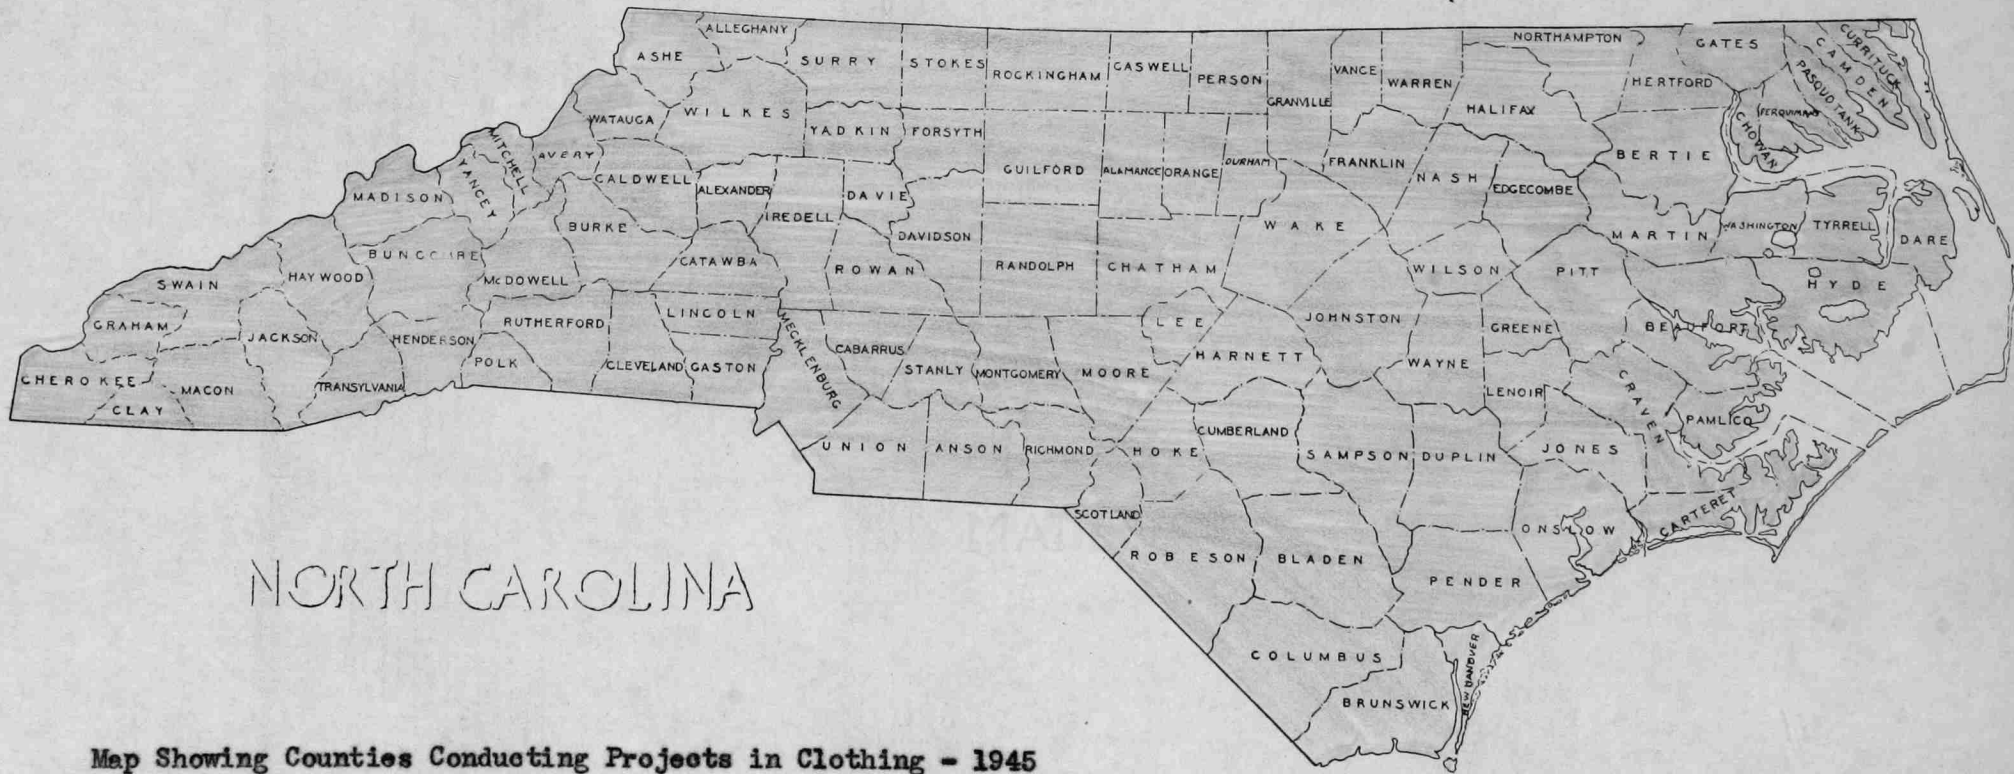 ALLEGHANY
ASHE
SURRY
STOKES
ROCKINGHAM
CASWELL
PERSON
GRANVILLE
VANCE
WARREN
NORTHAMPTON
GATES
CURRITUCK
CAMDEN
PASQUOTANK
PERQUIMANS
CHOWAN
HERTFORD
HALIFAX
WATAUGA
WILKES
YADKIN
FORSYTH
GUILFORD
ALAMANCE
ORANGE
DURHAM
FRANKLIN
NASH
EDGECOMBE
BERTIE
MITCHELL
AVERY
YANCEY
CALDWELL
ALEXANDER
IREDELL
DAVIE
MADISON
BURKE
DAVIDSON
WAKE
MARTIN
WASHINGTON
TYRRELL
DARE
BUNCOMBE
McDOWELL
CATAWBA
ROWAN
RANDOLPH
CHATHAM
WILSON
PITT
HYDE
SWAIN
HAYWOOD
GRAHAM
JACKSON
HENDERSON
RUTHERFORD
LINCOLN
MECKLENBURG
CABARRUS
LEE
JOHNSTON
GREENE
BEAUFORT
CHEROKEE
MACON
CLAY
TRANSYLVANIA
POLK
CLEVELAND
GASTON
STANLY
MONTGOMERY
MOORE
HARNETT
WAYNE
LENOIR
CRAVEN
PAMLICO
UNION
ANSON
RICHMOND
HOKE
CUMBERLAND
SAMPSON
DUPLIN
JONES
CARTERET
SCOTLAND
ROBESON
BLADEN
PENDER
ONSLOW
COLUMBUS
BRUNSWICK
NEW HANOVER
NORTH CAROLINA
Map Showing Counties Conducting Projects in Clothing - 1945